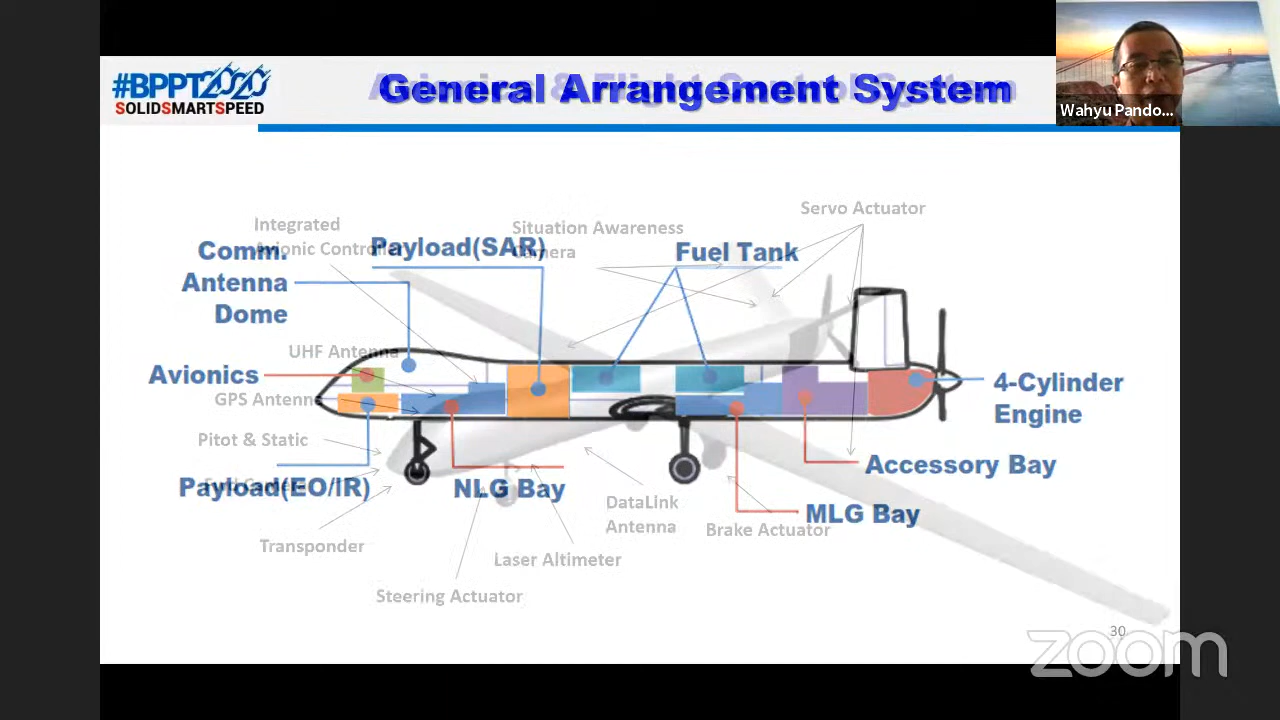 #BPPT2020
SOLIDSMARTSPEED
General Arrangement System
Wahyu Pando...
Servo Actuator
Integrated
Situation Awareness
Comm.
Antenna
Dome
Payload(SAR)
Fuel Tank
UHF Antenna
Avionics
GPS Antenna
4-Cylinder
Engine
Pitot & Static
Payload(EO/IR)
NLG Bay
Accessory Bay
DataLink
Antenna
MLG Bay
Brake Actuator
Transponder
Laser Altimeter
Steering Actuator
30
zoom